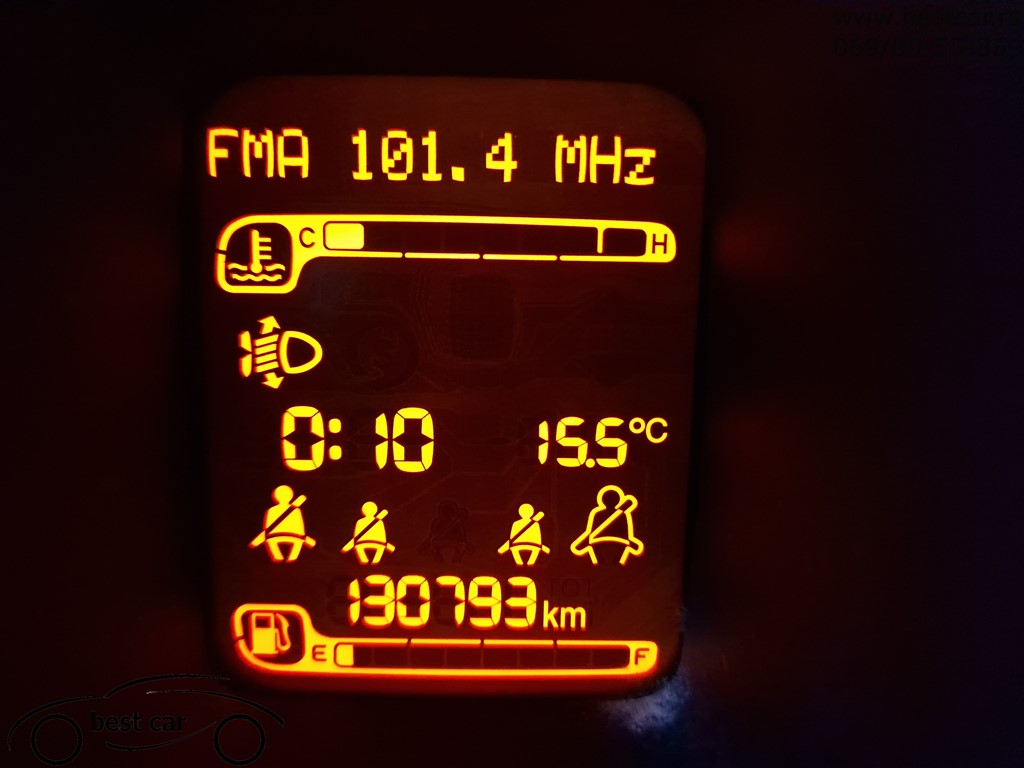 FMA 101.4 MHz
C H
0:10 15.5°C
130793 km
E F
best car